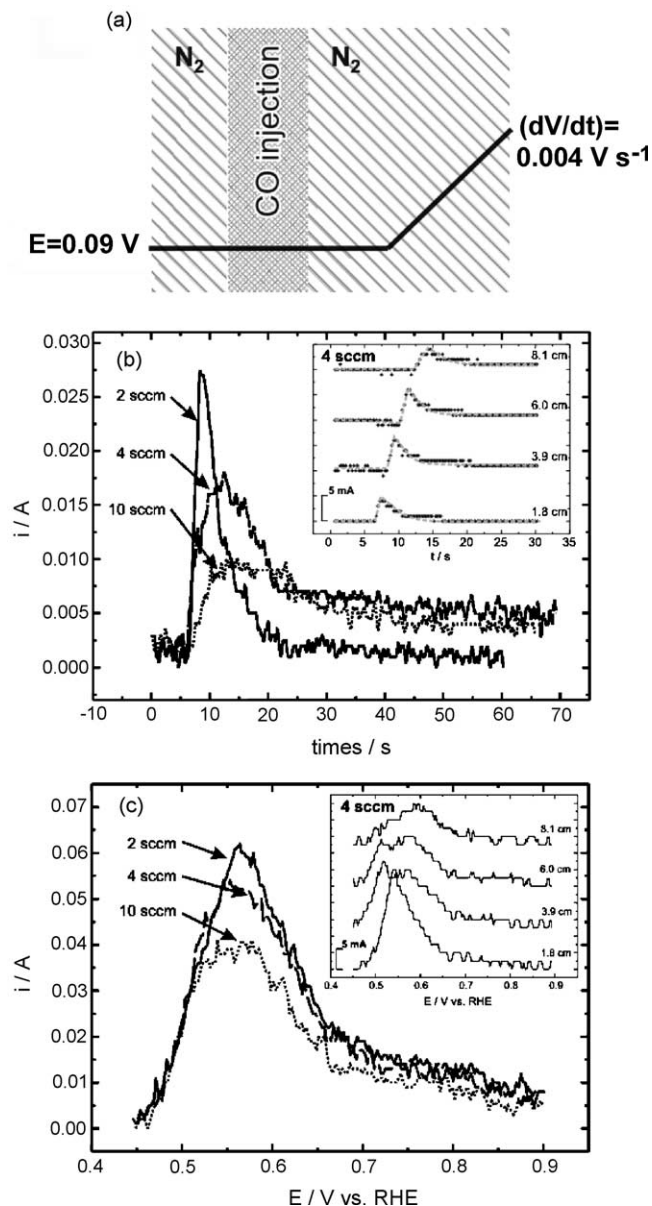 (a)
N2
CO injection
N2
(dV/dt)=
0.004 V s-1
E=0.09 V
(b)
0.030
0.025
0.020
0.015
0.010
0.005
0.000
i / A
2 sccm
4 sccm
10 sccm
-10 0 10 20 30 40 50 60 70
times / s
4 sccm
8.1 cm
6.0 cm
3.9 cm
5 mA
1.8 cm
0 5 10 15 20 25 30 35
t / s
(c)
0.07
0.06
0.05
0.04
0.03
0.02
0.01
0.00
i / A
2 sccm
4 sccm
10 sccm
0.4 0.5 0.6 0.7 0.8 0.9
E / V vs. RHE
4 sccm
8.1 cm
6.0 cm
3.9 cm
5 mA
1.8 cm
0.4 0.5 0.6 0.7 0.8 0.9
E / V vs. RHE